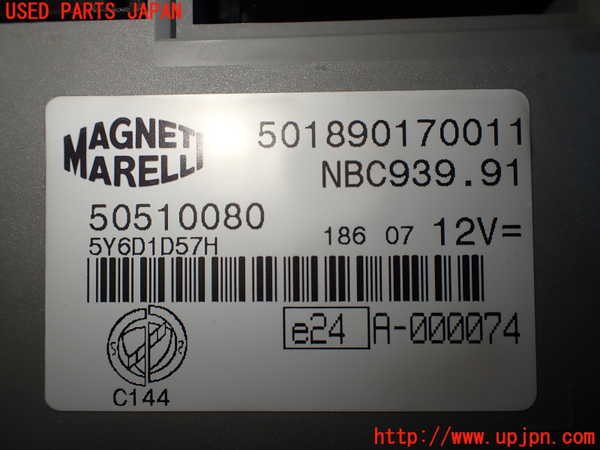 USED PARTS JAPAN
MAGNETI MARELLI
501890170011
NBC939.91
50510080
5Y6D1D57H
186 07 12V=
e24 A-000074
S 2
C144
http://www.upjpn.com/